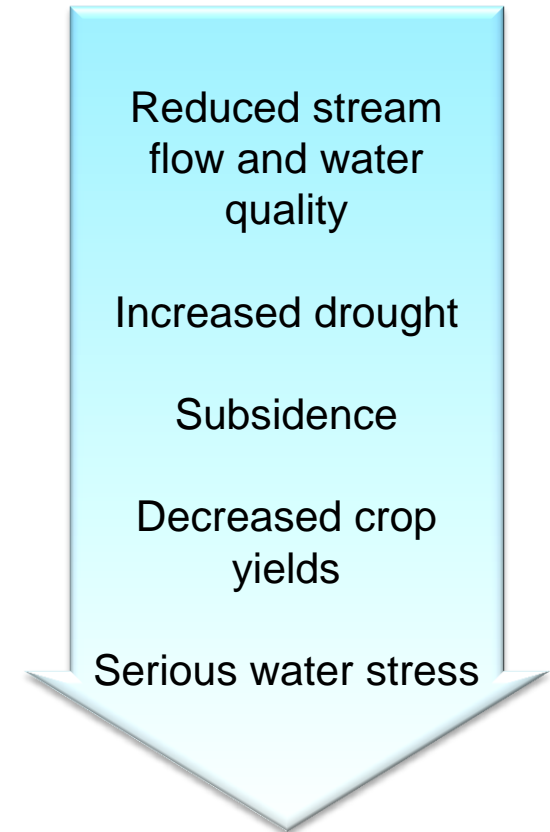 Reduced stream
flow and water
quality
Increased drought
Subsidence
Decreased crop
yields
Serious water stress